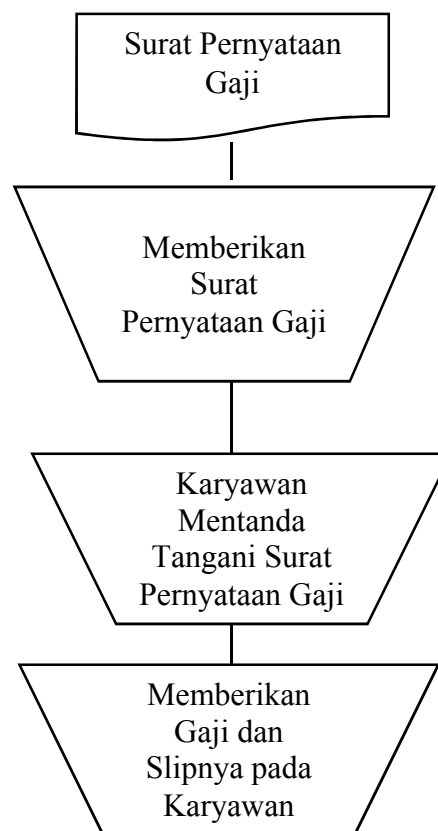 Surat Pernyataan
Gaji
Memberikan
Surat
Pernyataan Gaji
Karyawan
Mentanda
Tangani Surat
Pernyataan Gaji
Memberikan
Gaji dan
Slipnya pada
Karyawan